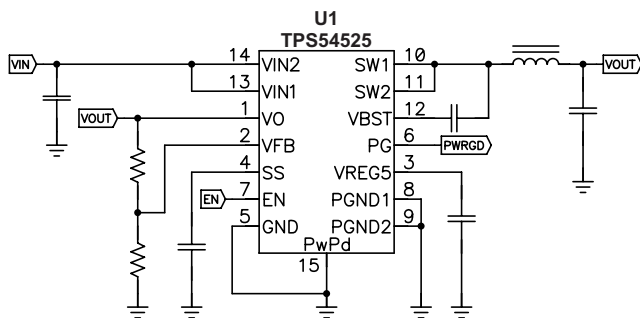 U1
TPS54525
VIN 14 VIN2 SW1 10 VOUT
13 VIN1 SW2 11
VOUT 1 VO VBST 12
2 VFB PG 6 PWRGD
4 SS VREG5 3
EN 7 EN PGND1 8
5 GND PGND2 9
PwPd
15